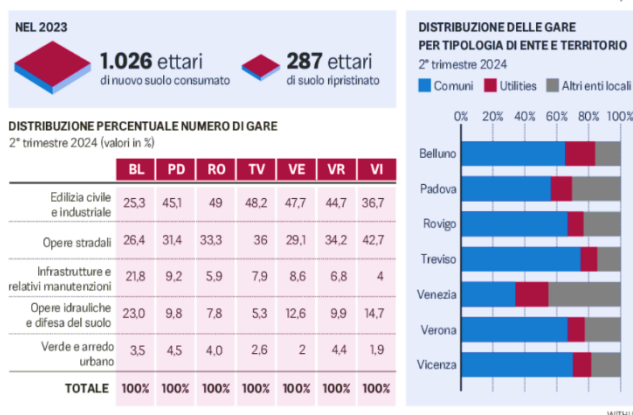 NEL 2023
1.026 ettari
di nuovo suolo consumato
287 ettari
di suolo ripristinato
DISTRIBUZIONE PERCENTUALE NUMERO DI GARE
2° trimestre 2024 (valori in %)
BL PD RO TV VE VR VI
Edilizia civile
e industriale 25,3 45,1 49 48,2 47,7 44,7 36,7
Opere stradali 26,4 31,4 33,3 36 29,1 34,2 42,7
Infrastrutture e
relativi manutenzioni 21,8 9,2 5,9 7,9 8,6 6,8 4
Opere idrauliche
e difesa del suolo 23,0 9,8 7,8 5,3 12,6 9,9 14,7
Verde e arredo
urbano 3,5 4,5 4,0 2,6 2 4,4 1,9
TOTALE 100% 100% 100% 100% 100% 100% 100%
DISTRIBUZIONE DELLE GARE
PER TIPOLOGIA DI ENTE E TERRITORIO
2° trimestre 2024
Comuni Utilities Altri enti locali
0% 20% 40% 60% 80% 100%
Belluno
Padova
Rovigo
Treviso
Venezia
Verona
Vicenza